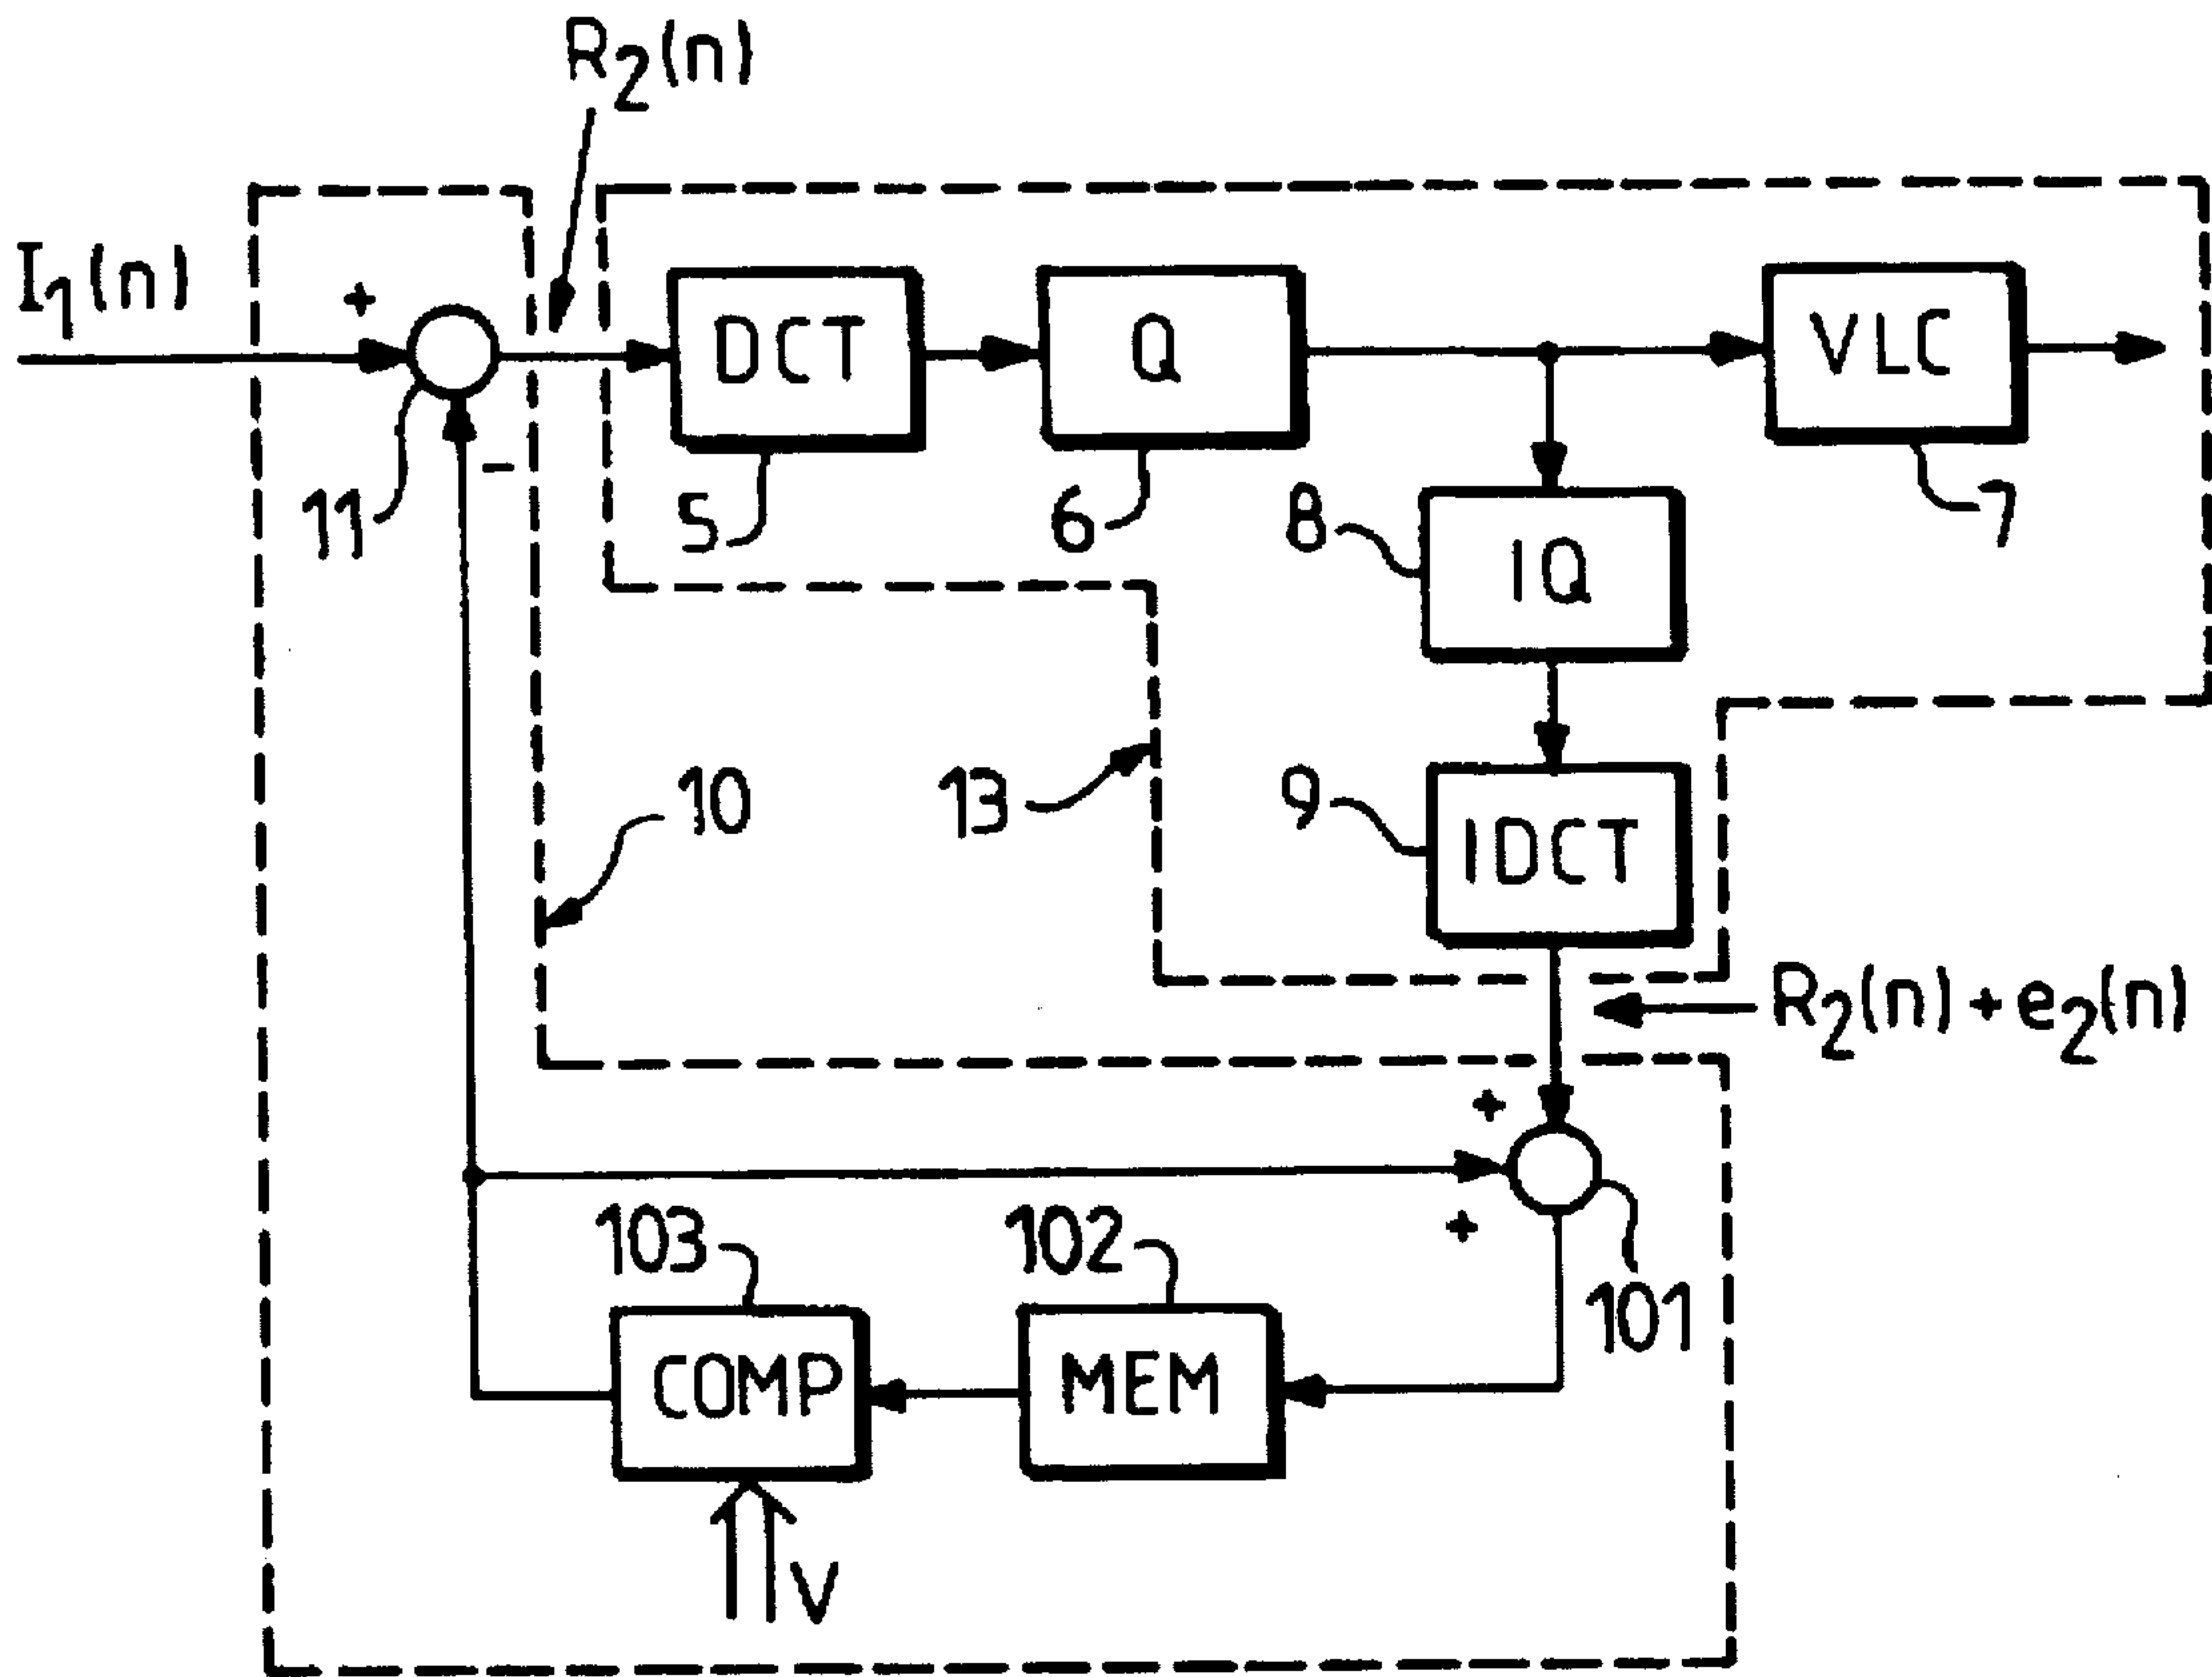 R2(n)
I1(n)
+
DCT
Q
VLC
-
11
5
6
8
7
IQ
10
13
9
IDCT
R2(n) + e2(n)
+
103
102
+
101
COMP
MEM
V